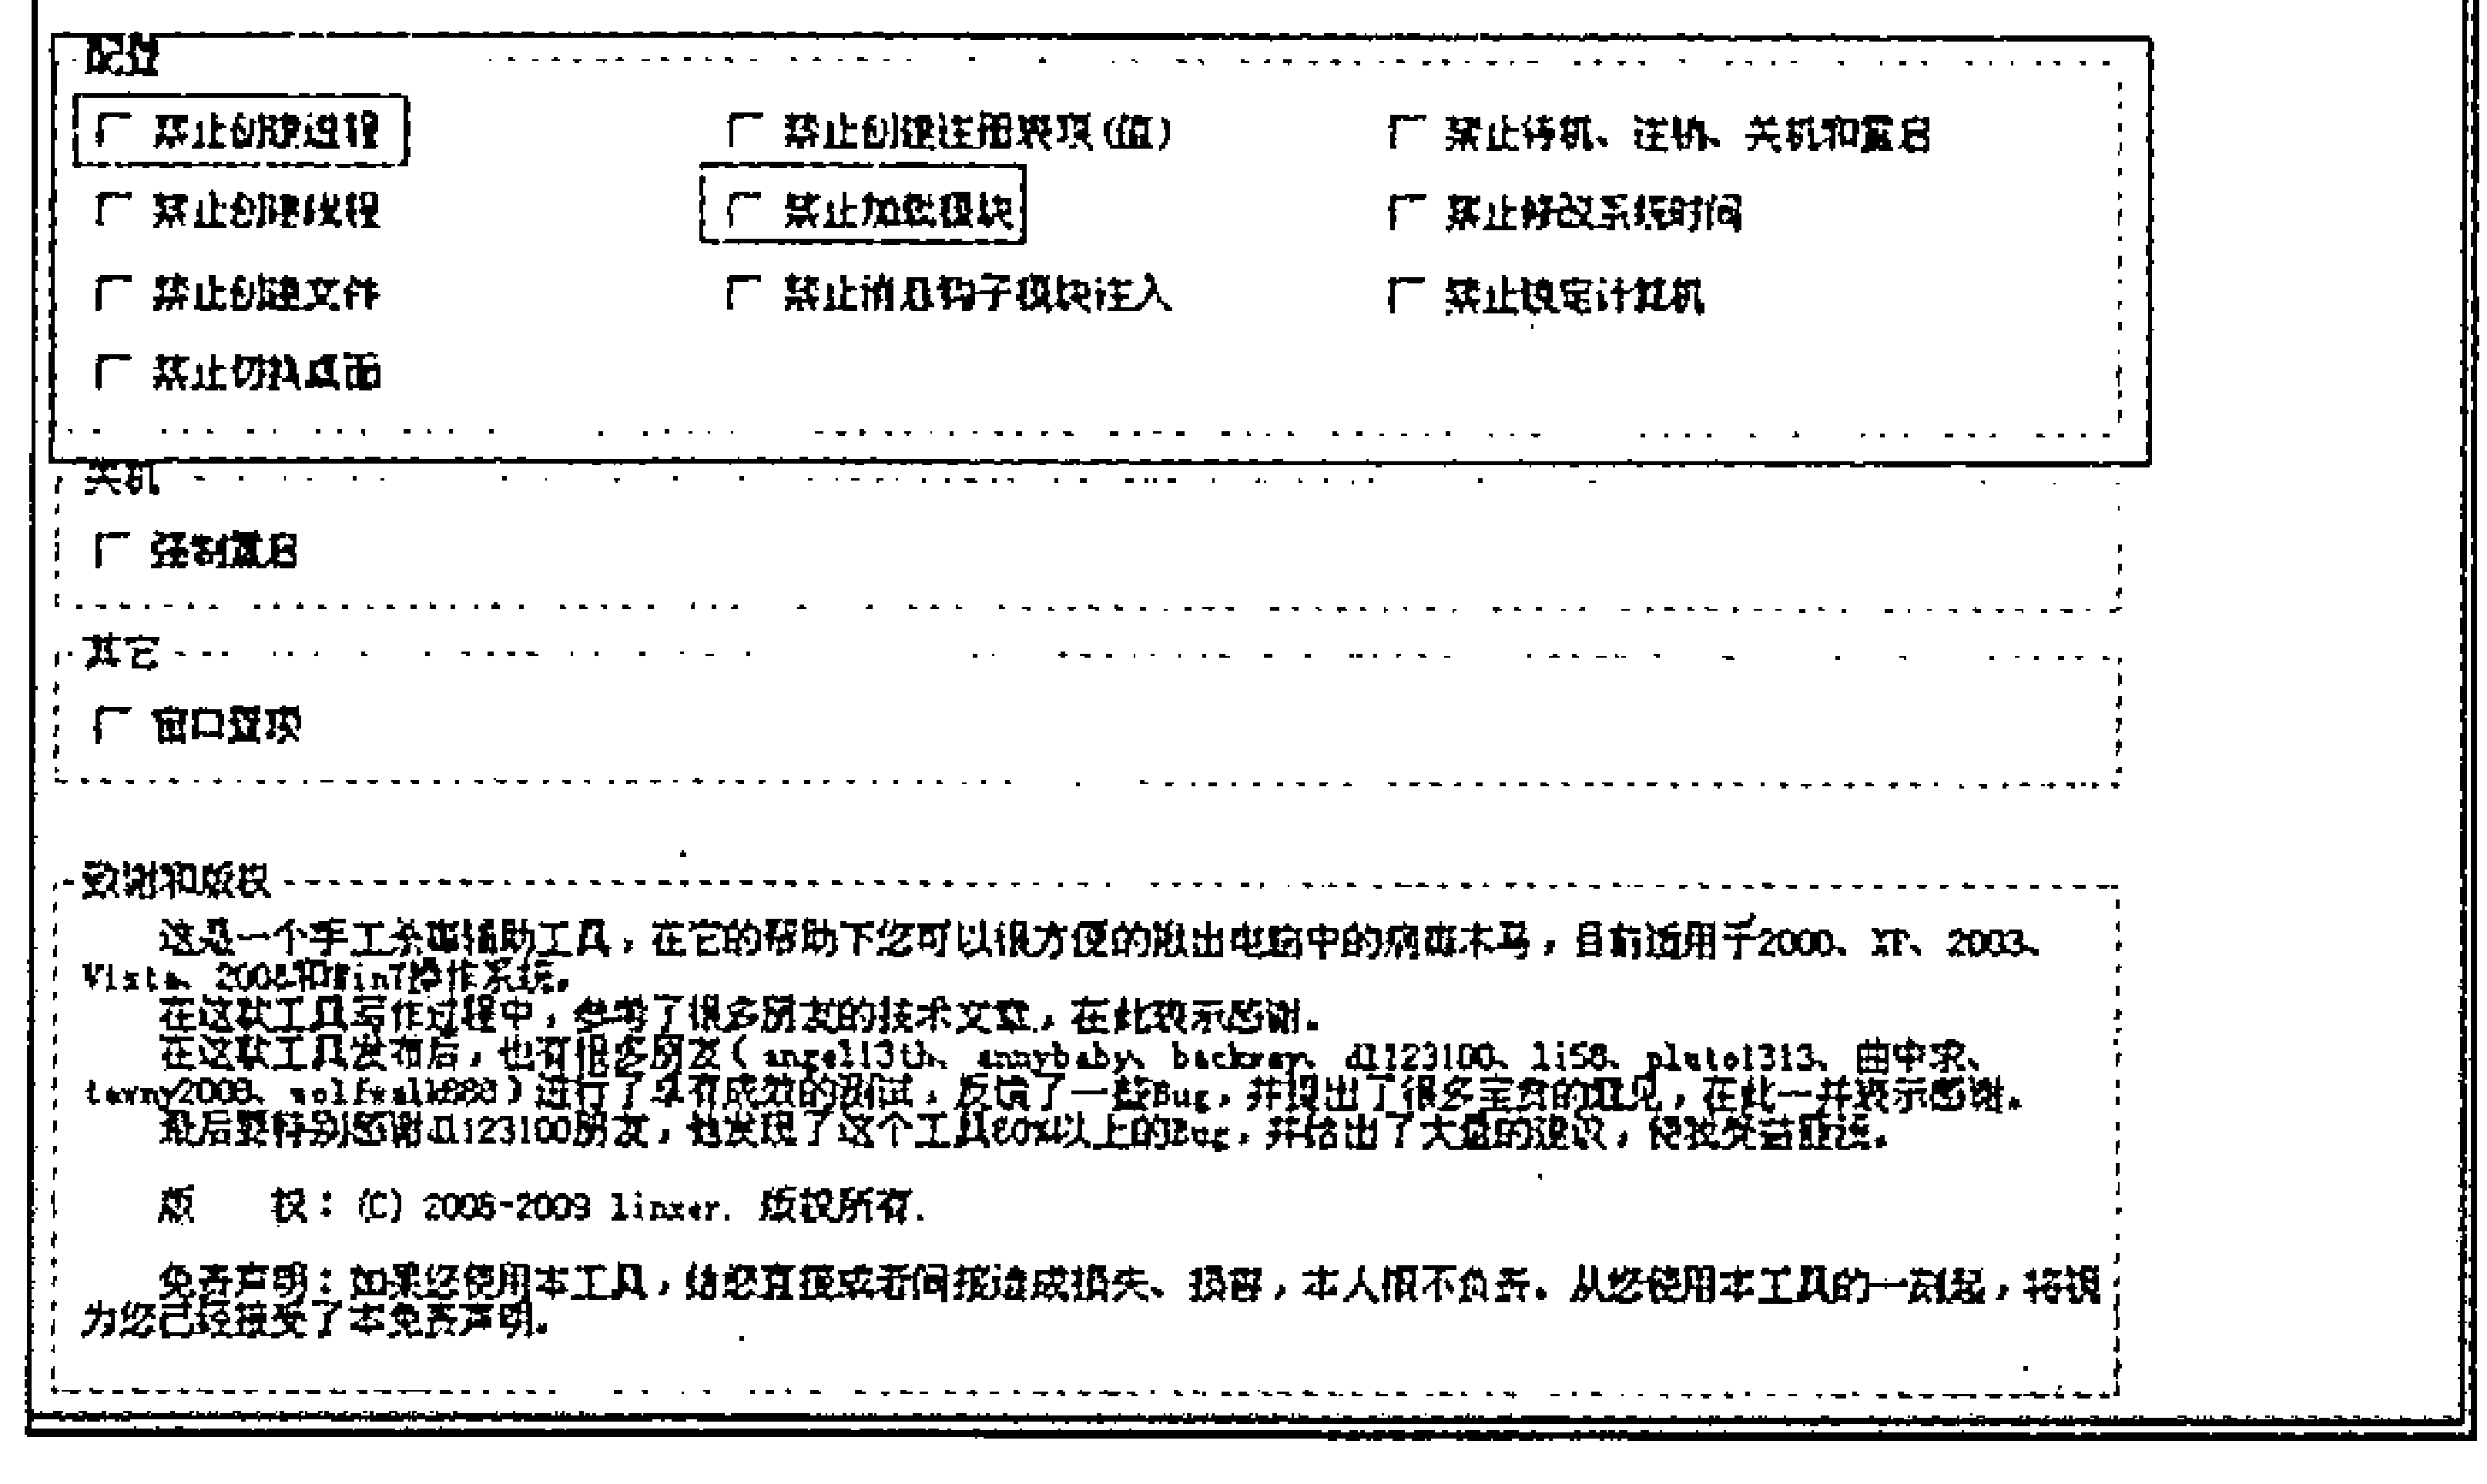 配置
禁止创建进程 禁止创建注册表项(值) 禁止待机、注销、关机和重启
禁止创建线程 禁止加载模块 禁止修改系统时间
禁止创建文件 禁止消息钩子模块注入 禁止锁定计算机
禁止切换桌面
关机
强制重启
其它
窗口置顶
致谢和版权
这是一个手工杀毒辅助工具，在它的帮助下您可以很方便的揪出电脑中的病毒木马，目前适用于2000、XP、2003、
Vista、2008和Win7操作系统。
在这款工具写作过程中，参考了很多朋友的技术文章，在此表示感谢。
在这款工具发布后，也有很多朋友( angell13th、annybaby、 dl123100、li58、pluto1313、曲中求、
)进行了卓有成效的测试，反馈了一些Bug，并提出了很多宝贵的意见，在此一并表示感谢。
最后要特别感谢dl123100朋友，他发现了这个工具80%以上的Bug，并给出了大量的建议，使我受益匪浅。
版 权：(C) 2008-2009 linxer. 版权所有.
免责声明：如果您使用本工具，给您直接或者间接造成损失、损害，本人概不负责。从您使用本工具的一刻起，将视
为您已经接受了本免责声明。